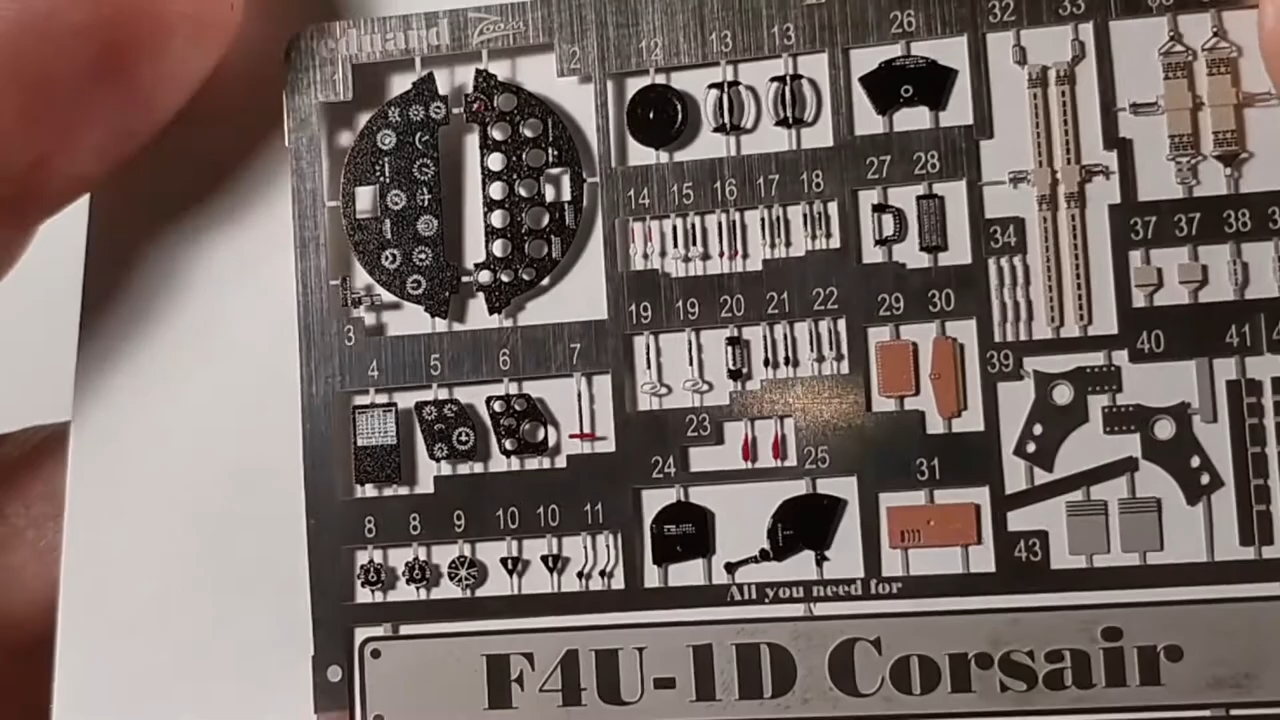 eduard Zoom
1 2 12 13 13 26 32 33
27 28
14 15 16 17 18
34 37 37 38
3 19 19 20 21 22 29 30
4 5 6 7 39 40 41
23
24 25 31
8 8 9 10 10 11 43
All you need for
F4U-1D Corsair